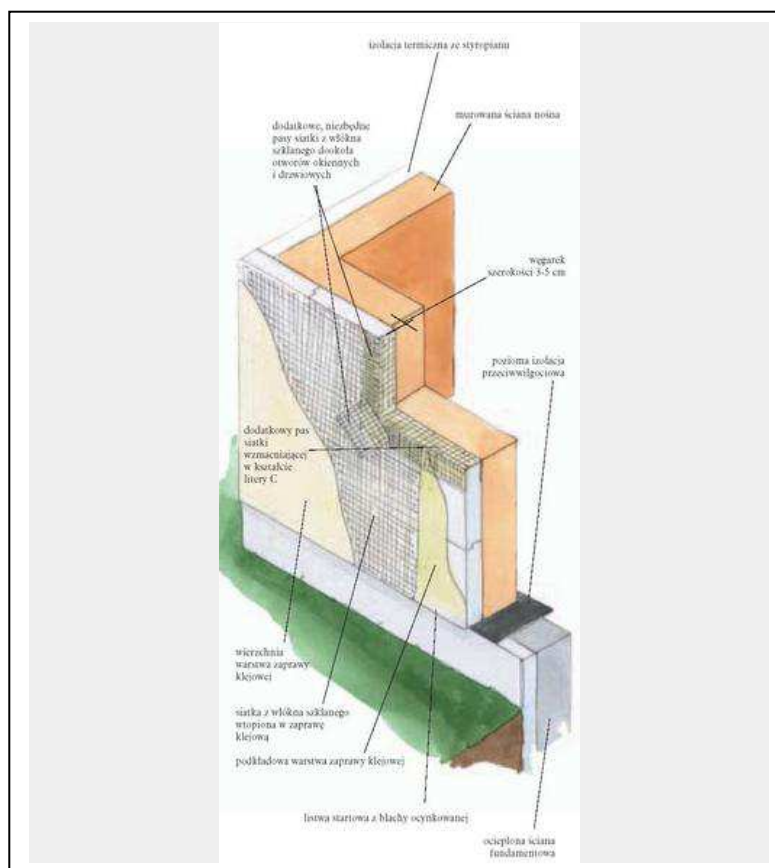 izolacja termiczna ze styropianu
murowana ściana nośna
dodatkowe, niezbędne
pasy siatki z włókna
szklanego dookoła
otworów okiennych
i drzwiowych
węgarek
szerokości 3-5 cm
pozioma izolacja
przeciwwilgociowa
dodatkowy pas
siatki
wzmacniającej
w kształcie
litery C
wierzchnia
warstwa zaprawy
klejowej
siatka z włókna szklanego
wtopiona w zaprawę
klejową
podkładowa warstwa zaprawy klejowej
listwa startowa z blachy ocynkowanej
ocieplona ściana
fundamentowa